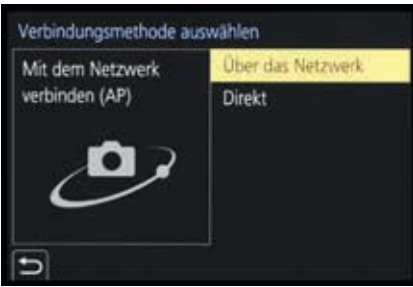 Verbindungsmethode auswählen
Mit dem Netzwerk
verbinden (AP)
Über das Netzwerk
Direkt